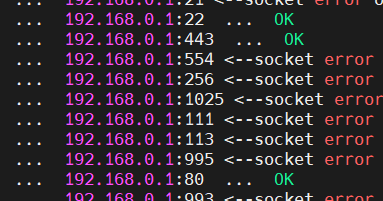 ... 192.168.0.1:21 <--socket error
... 192.168.0.1:22 ... OK
... 192.168.0.1:443 ... OK
... 192.168.0.1:554 <--socket error
... 192.168.0.1:256 <--socket error
... 192.168.0.1:1025 <--socket error
... 192.168.0.1:111 <--socket error
... 192.168.0.1:113 <--socket error
... 192.168.0.1:995 <--socket error
... 192.168.0.1:80 ... OK
... 192.168.0.1:993 <--socket error